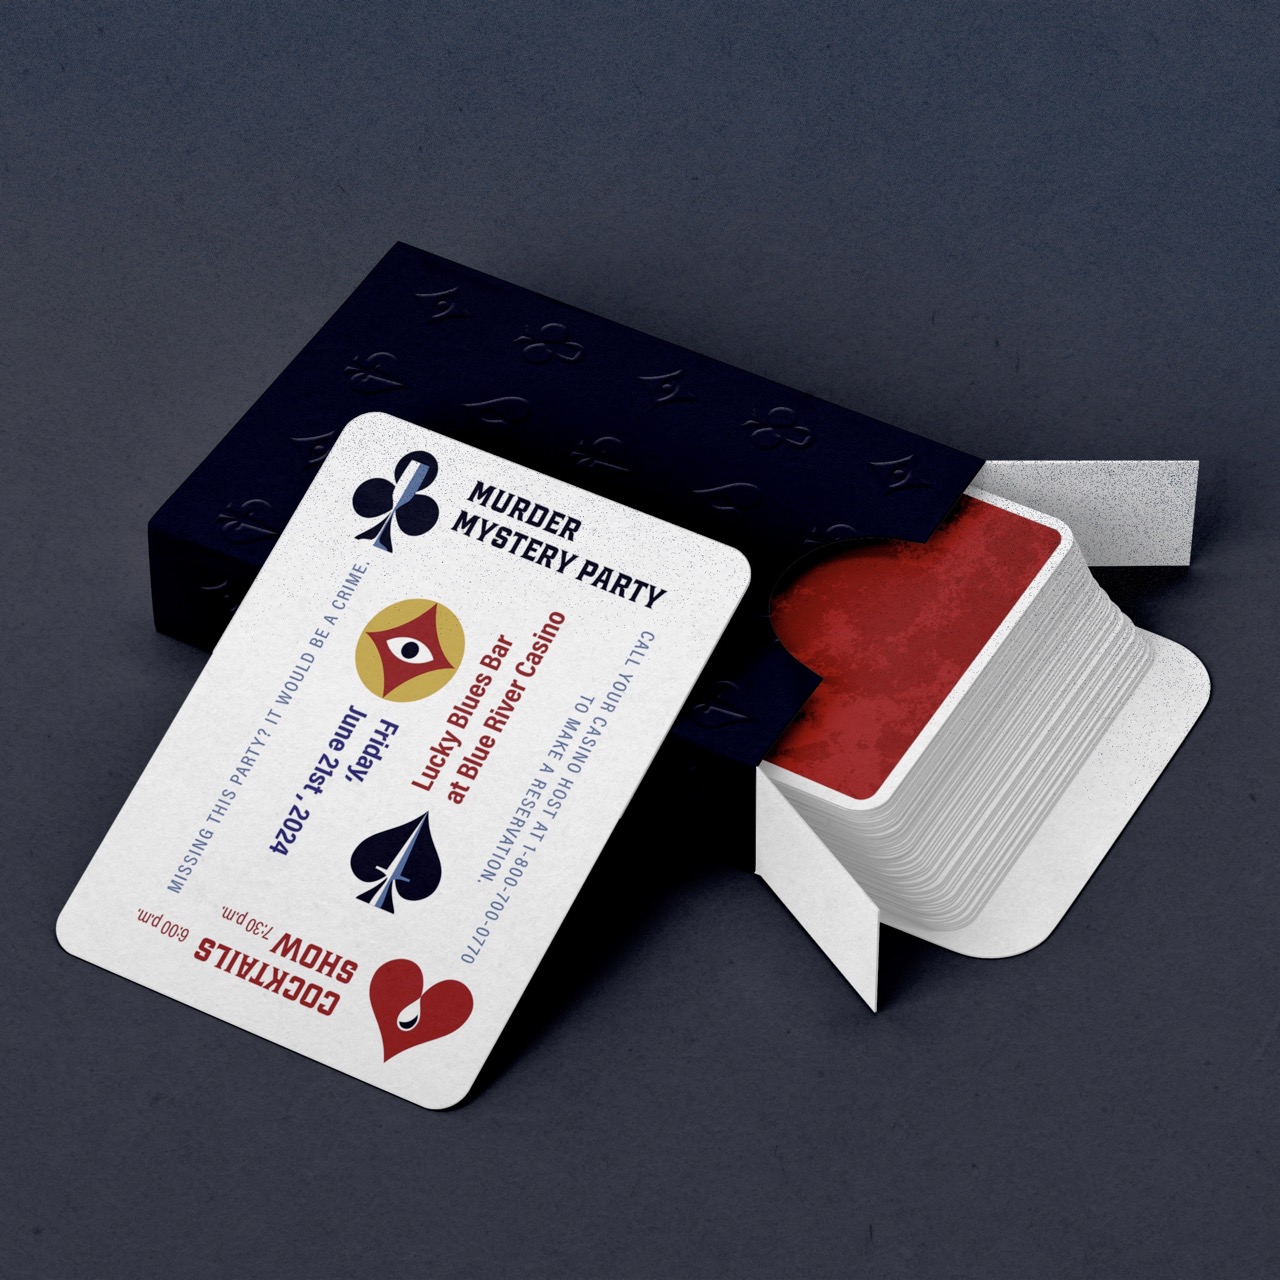 MURDER
MYSTERY PARTY
MISSING THIS PARTY? IT WOULD BE A CRIME.
Friday,
June 21st, 2024
Lucky Blues Bar
at Blue River Casino
CALL YOUR CASINO HOST AT 1-800-700-0770
TO MAKE A RESERVATION.
COCKTAILS
6:00 p.m.
SHOW 7:30 p.m.